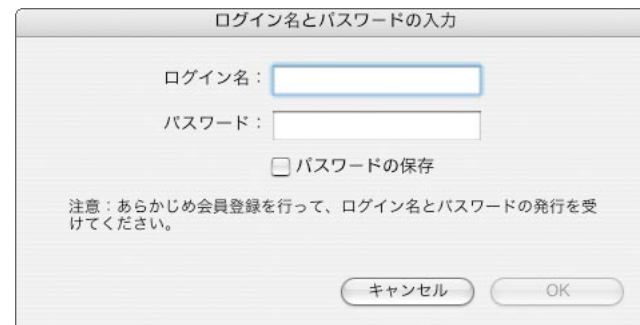 ログイン名とパスワードの入力
ログイン名：
パスワード：
パスワードの保存
注意：あらかじめ会員登録を行って、ログイン名とパスワードの発行を受
けてください。
キャンセル
OK